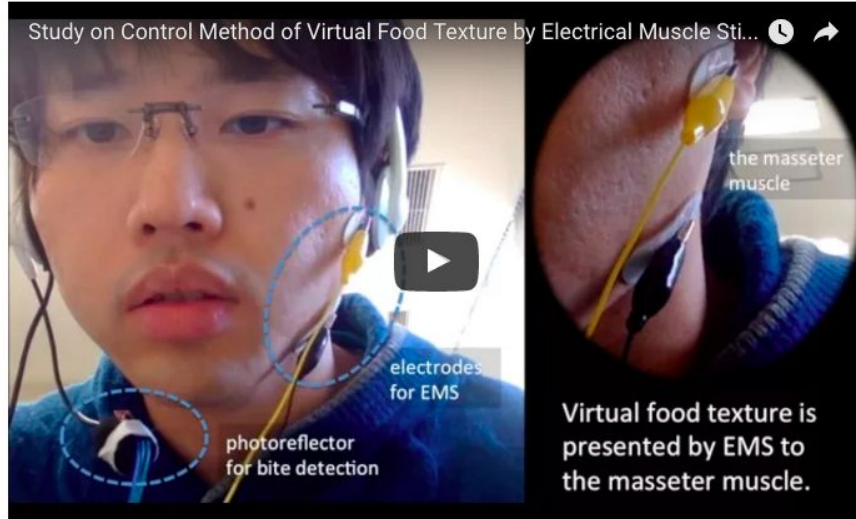 Study on Control Method of Virtual Food Texture by Electrical Muscle Sti...
the masseter
muscle
electrodes
for EMS
photoreflector
for bite detection
Virtual food texture is
presented by EMS to
the masseter muscle.